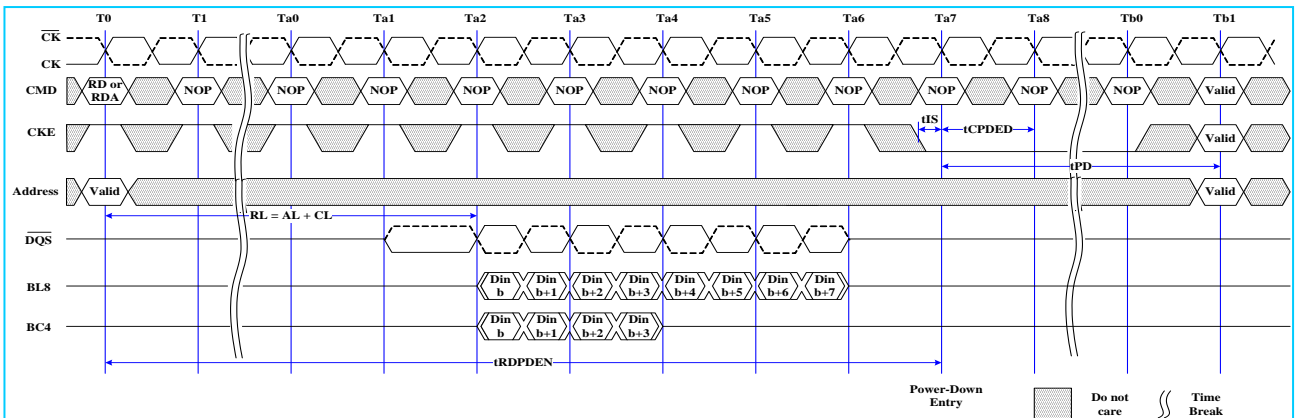 T0 T1 Ta0 Ta1 Ta2 Ta3 Ta4 Ta5 Ta6 Ta7 Ta8 Tb0 Tb1
CK
CK
CMD RD or RDA NOP NOP NOP NOP NOP NOP NOP NOP NOP NOP NOP Valid
CKE tIS tCPDED Valid
tPD
Address Valid Valid
RL = AL + CL
DQS
BL8 Din b Din b+1 Din b+2 Din b+3 Din b+4 Din b+5 Din b+6 Din b+7
BC4 Din b Din b+1 Din b+2 Din b+3
tRDPDEN
Power-Down Entry
Do not care
Time Break